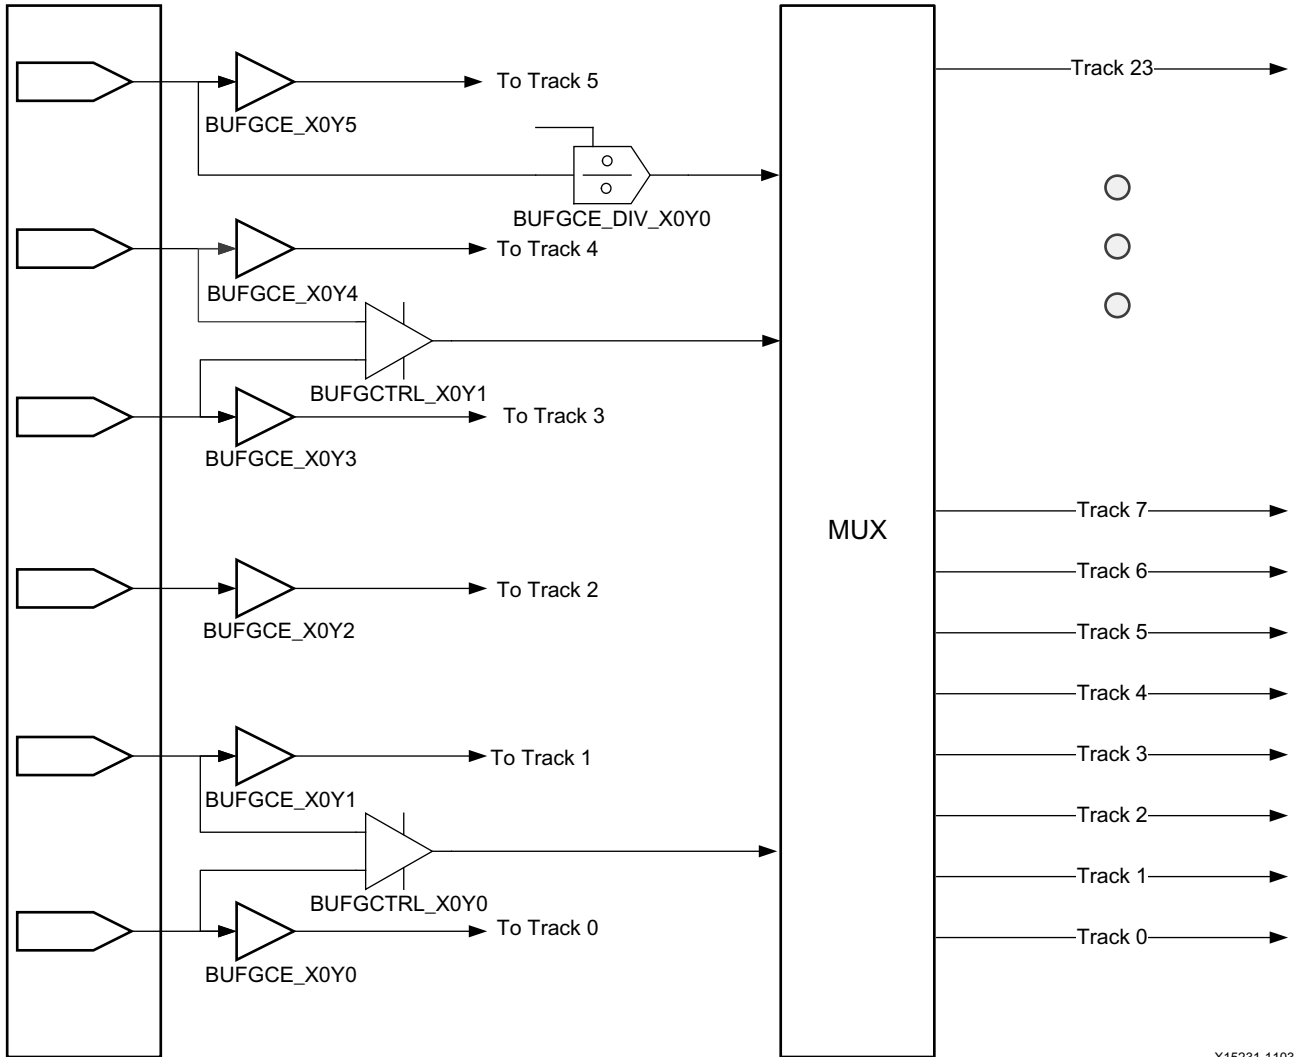 Track 23
To Track 5
BUFGCE_X0Y5
BUFGCE_DIV_X0Y0
To Track 4
BUFGCE_X0Y4
BUFGCTRL_X0Y1
To Track 3
BUFGCE_X0Y3
MUX
Track 7
Track 6
To Track 2
BUFGCE_X0Y2
Track 5
Track 4
To Track 1
BUFGCE_X0Y1
Track 3
Track 2
Track 1
BUFGCTRL_X0Y0
To Track 0
BUFGCE_X0Y0
Track 0